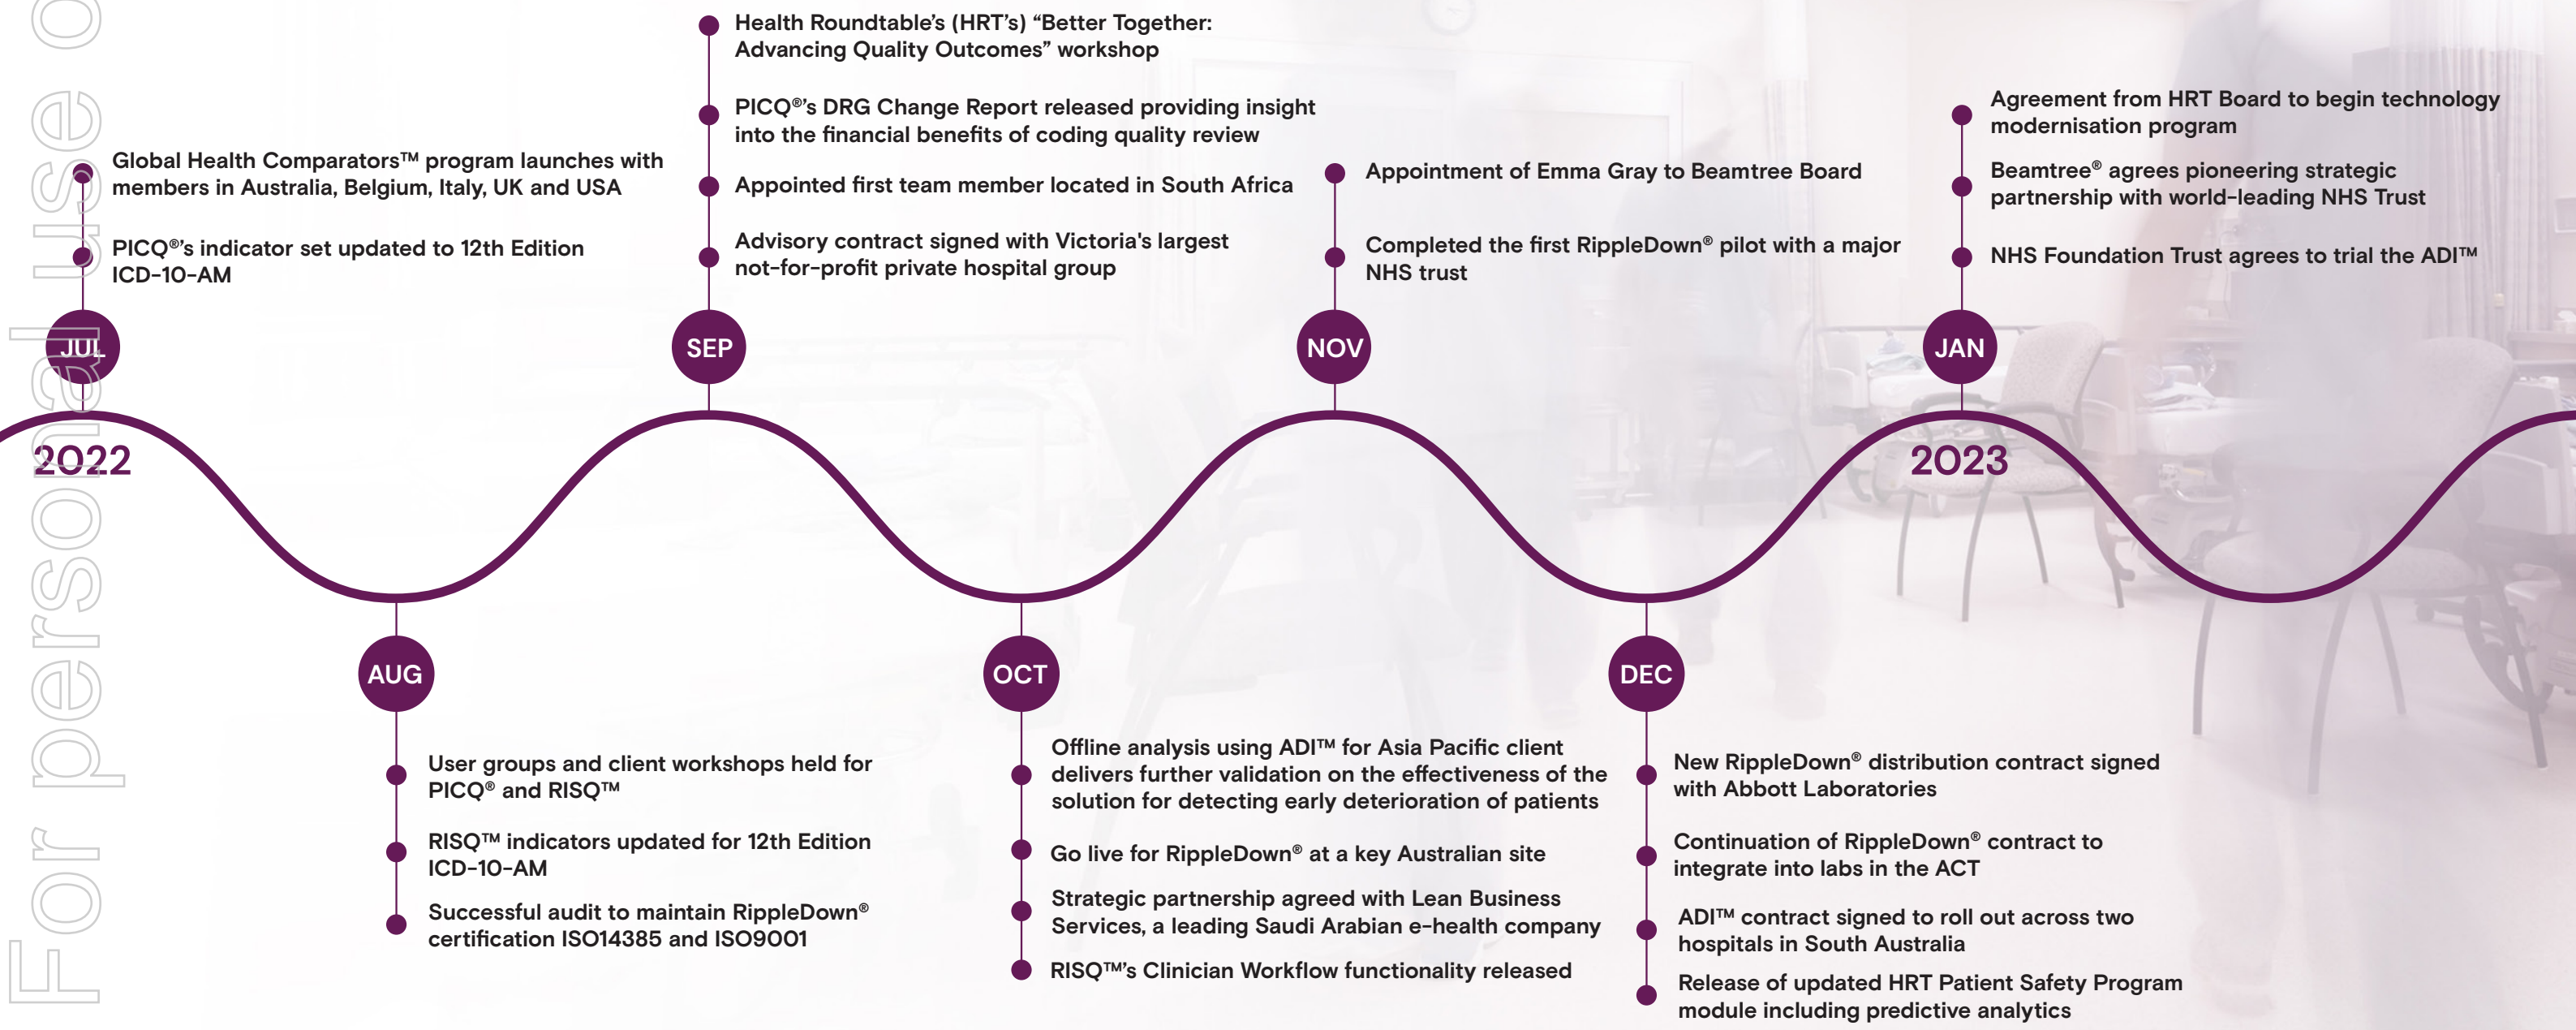 Global Health Comparators™ program launches with
members in Australia, Belgium, Italy, UK and USA
PICQ®'s indicator set updated to 12th Edition
ICD-10-AM
JUL
2022
User groups and client workshops held for
PICQ® and RISQ™
RISQ™ indicators updated for 12th Edition
ICD-10-AM
Successful audit to maintain RippleDown®
certification ISO14385 and ISO9001
AUG
Health Roundtable's (HRT's) “Better Together:
Advancing Quality Outcomes” workshop
PICQ®'s DRG Change Report released providing insight
into the financial benefits of coding quality review
Appointed first team member located in South Africa
Advisory contract signed with Victoria's largest
not-for-profit private hospital group
SEP
OCT
Offline analysis using ADI™ for Asia Pacific client
delivers further validation on the effectiveness of the
solution for detecting early deterioration of patients
Go live for RippleDown® at a key Australian site
Strategic partnership agreed with Lean Business
Services, a leading Saudi Arabian e-health company
RISQ™'s Clinician Workflow functionality released
Appointment of Emma Gray to Beamtree Board
Completed the first RippleDown® pilot with a major
NHS trust
NOV
DEC
New RippleDown® distribution contract signed
with Abbott Laboratories
Continuation of RippleDown® contract to
integrate into labs in the ACT
ADI™ contract signed to roll out across two
hospitals in South Australia
Release of updated HRT Patient Safety Program
module including predictive analytics
Agreement from HRT Board to begin technology
modernisation program
Beamtree® agrees pioneering strategic
partnership with world-leading NHS Trust
NHS Foundation Trust agrees to trial the ADI™
JAN
2023
For personal use